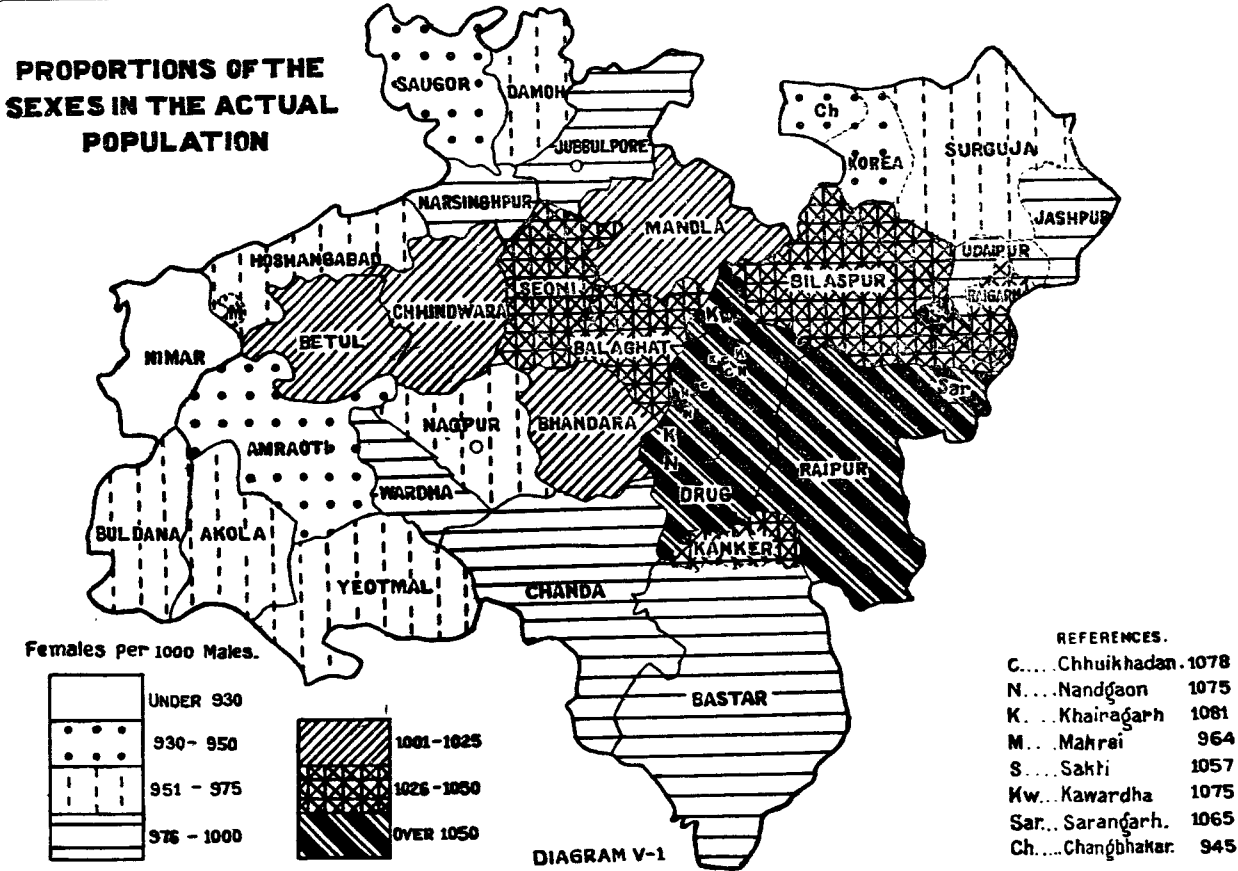 PROPORTIONS OF THE
SEXES IN THE ACTUAL
POPULATION
SAUGOR
DAMOH
JUBBULPORE
NARSINGHPUR
HOSHANGABAD
M
NIMAR
BETUL
CHHINDWARA
SEONI
MANDLA
BALAGHAT
Ch
KOREA
SURGUJA
JASHPUR
UDAIPUR
RAIGARH
BILASPUR
S
Sar
Kw
K
C
K
N
C
C
K
N
K
N
AMRAOTI
NAGPUR
BHANDARA
WARDHA
DRUG
RAIPUR
BULDANA
AKOLA
YEOTMAL
CHANDA
KANKER
BASTAR
Females per 1000 Males.
UNDER 930
930-950
951 - 975
976 - 1000
1001-1025
1026-1050
OVER 1050
DIAGRAM V-1
REFERENCES.
C.....Chhuikhadan.1078
N....Nandgaon 1075
K. ...Khairagarh 1081
M....Makrai 964
S....Sakti 1057
Kw...Kawardha 1075
Sar...Sarangarh. 1065
Ch.....Changbhakar. 945